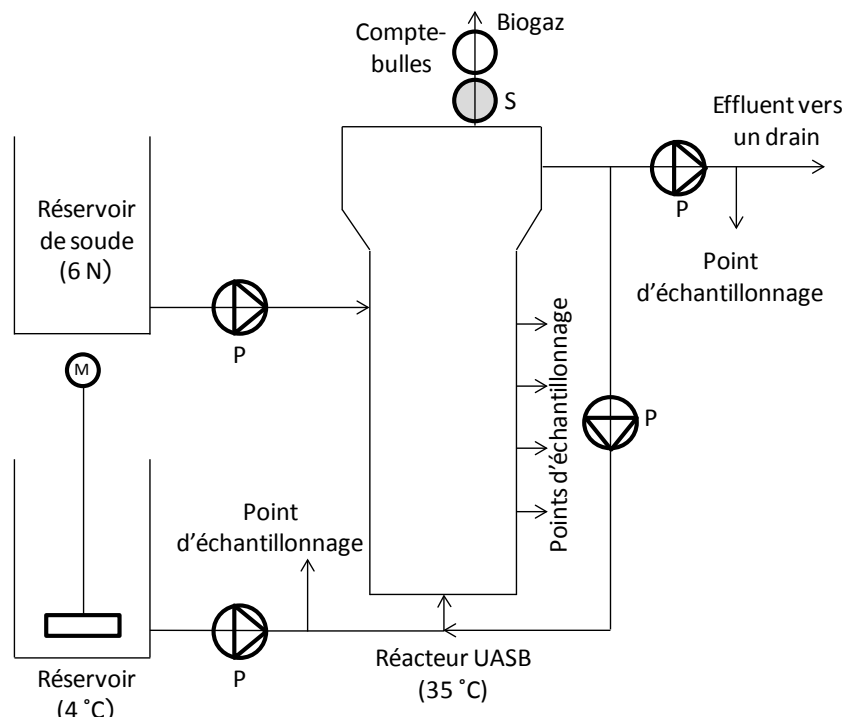 Compte-
bulles
Biogaz
S
Effluent vers
un drain
P
Point
d'échantillonnage
Réservoir
de soude
(6 N)
P
M
Points d'échantillonnage
P
Point
d'échantillonnage
P
Réacteur UASB
(35 ˚C)
Réservoir
(4 ˚C)